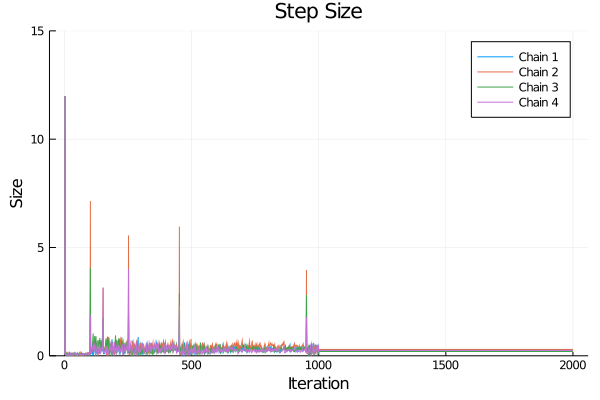 Step Size
15
10
5
0
Size
0
500
1000
1500
2000
Iteration
Chain 1
Chain 2
Chain 3
Chain 4